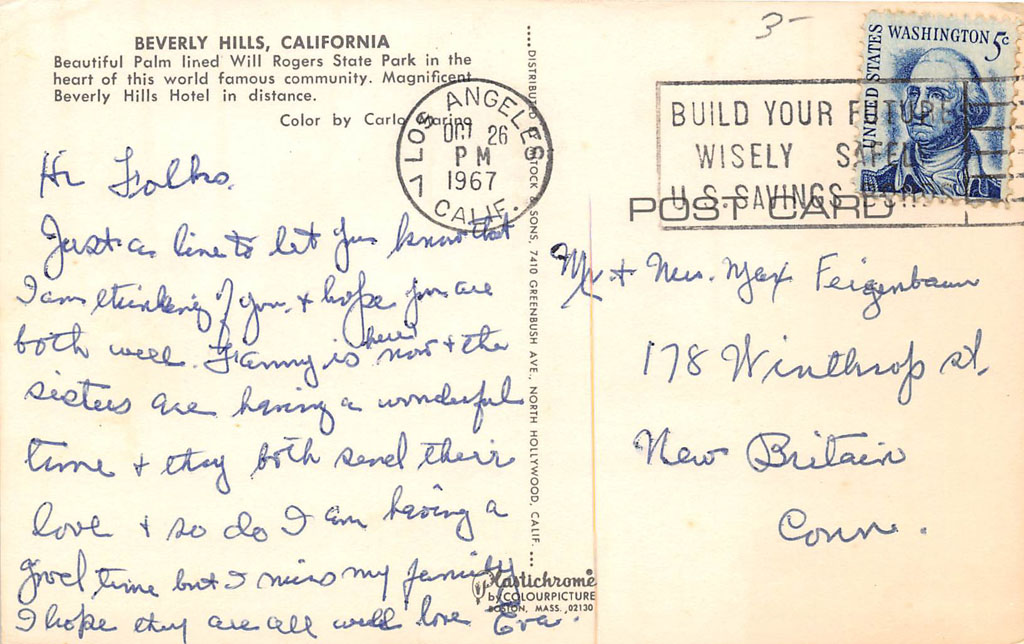 BEVERLY HILLS, CALIFORNIA
Beautiful Palm lined Will Rogers State Park in the
heart of this world famous community. Magnificent
Beverly Hills Hotel in distance.
Color by Carlo Marino
Hi Folks.
Just a line to let you know that
I am thinking of you, + hope you are
both well. Fanny is here now + the
sisters are having a wonderful
time + they both send their
love + so do I am having a
good time but I miss my family
I hope they are all well love Eva.
LOS ANGELES
OCT 26
PM
1967
CALIF.
DISTRIBUTED STOCK & SONS, 7410 GREENBUSH AVE., NORTH HOLLYWOOD, CALIF.
Plastichrome
by COLOURPICTURE
BOSTON, MASS. 02130
3-
UNITED STATES
WASHINGTON 5c
BUILD YOUR FUTURE
WISELY SAFELY
U.S. SAVINGS BONDS
POST CARD
Mr + Mrs. Max Feigenbaum
178 Winthrop st.
New Britain
Conn.